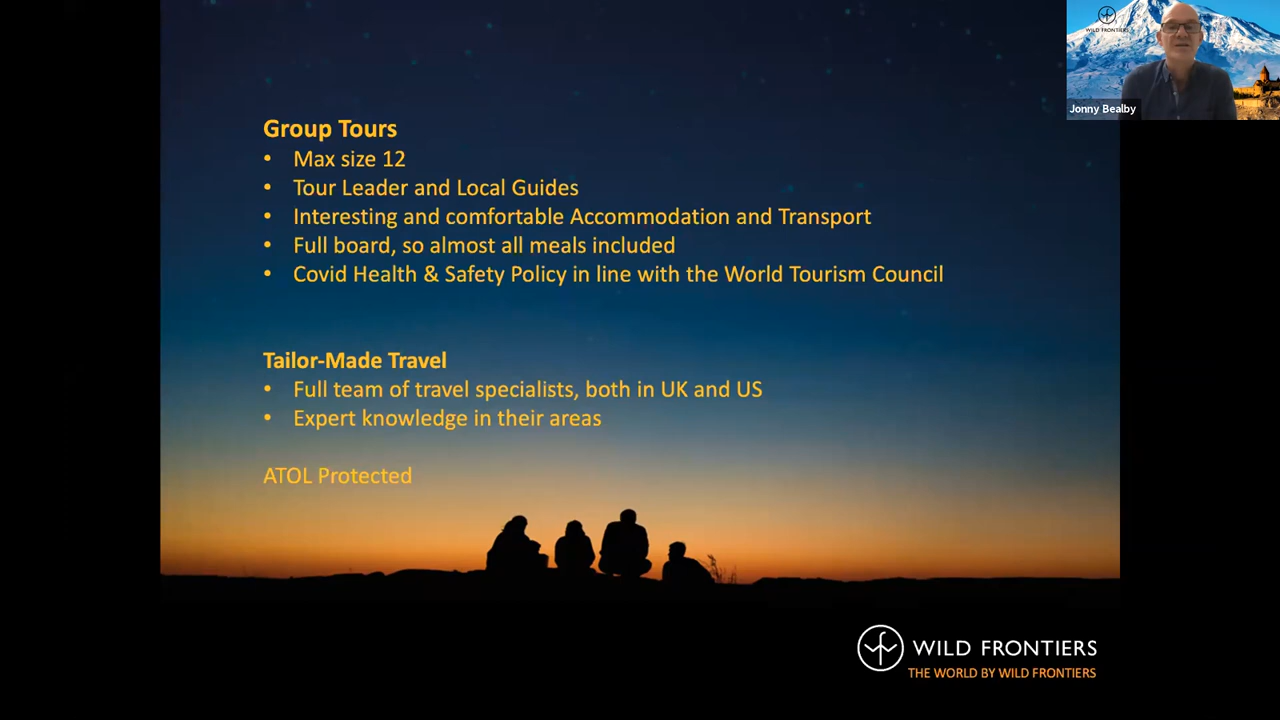 WILD FRONTIERS
Jonny Bealby
Group Tours
• Max size 12
• Tour Leader and Local Guides
• Interesting and comfortable Accommodation and Transport
• Full board, so almost all meals included
• Covid Health & Safety Policy in line with the World Tourism Council
Tailor-Made Travel
• Full team of travel specialists, both in UK and US
• Expert knowledge in their areas
ATOL Protected
WILD FRONTIERS
THE WORLD BY WILD FRONTIERS